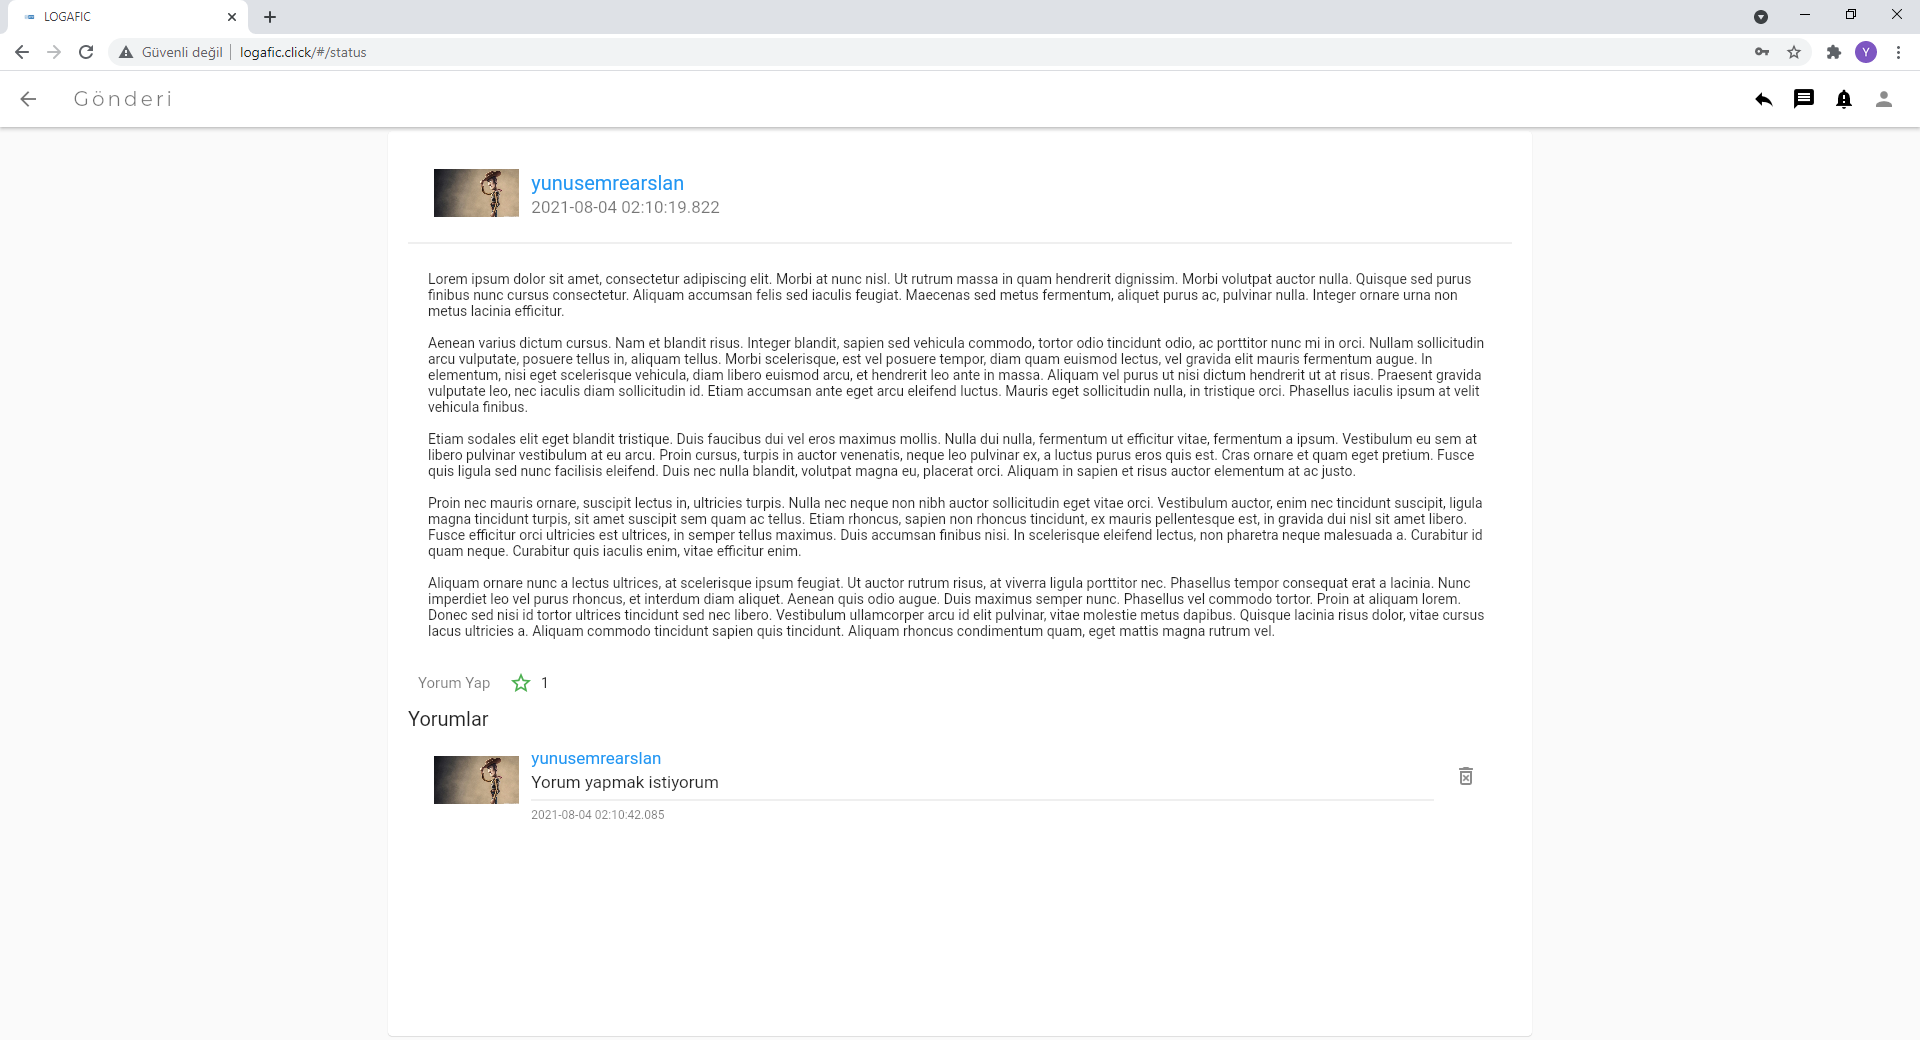 LOGAFIC
Güvenli değil
logafic.click/#/status
Y
Gönderi
yunusemrearslan
2021-08-04 02:10:19.822
Lorem ipsum dolor sit amet, consectetur adipiscing elit. Morbi at nunc nisl. Ut rutrum massa in quam hendrerit dignissim. Morbi volutpat auctor nulla. Quisque sed purus
finibus nunc cursus consectetur. Aliquam accumsan felis sed iaculis feugiat. Maecenas sed metus fermentum, aliquet purus ac, pulvinar nulla. Integer ornare urna non
metus lacinia efficitur.
Aenean varius dictum cursus. Nam et blandit risus. Integer blandit, sapien sed vehicula commodo, tortor odio tincidunt odio, ac porttitor nunc mi in orci. Nullam sollicitudin
arcu vulputate, posuere tellus in, aliquam tellus. Morbi scelerisque, est vel posuere tempor, diam quam euismod lectus, vel gravida elit mauris fermentum augue. In
elementum, nisi eget scelerisque vehicula, diam libero euismod arcu, et hendrerit leo ante in massa. Aliquam vel purus ut nisi dictum hendrerit ut at risus. Praesent gravida
vulputate leo, nec iaculis diam sollicitudin id. Etiam accumsan ante eget arcu eleifend luctus. Mauris eget sollicitudin nulla, in tristique orci. Phasellus iaculis ipsum at velit
vehicula finibus.
Etiam sodales elit eget blandit tristique. Duis faucibus dui vel eros maximus mollis. Nulla dui nulla, fermentum ut efficitur vitae, fermentum a ipsum. Vestibulum eu sem at
libero pulvinar vestibulum at eu arcu. Proin cursus, turpis in auctor venenatis, neque leo pulvinar ex, a luctus purus eros quis est. Cras ornare et quam eget pretium. Fusce
quis ligula sed nunc facilisis eleifend. Duis nec nulla blandit, volutpat magna eu, placerat orci. Aliquam in sapien et risus auctor elementum at ac justo.
Proin nec mauris ornare, suscipit lectus in, ultricies turpis. Nulla nec neque non nibh auctor sollicitudin eget vitae orci. Vestibulum auctor, enim nec tincidunt suscipit, ligula
magna tincidunt turpis, sit amet suscipit sem quam ac tellus. Etiam rhoncus, sapien non rhoncus tincidunt, ex mauris pellentesque est, in gravida dui nisl sit amet libero.
Fusce efficitur orci ultricies est ultrices, in semper tellus maximus. Duis accumsan finibus nisi. In scelerisque eleifend lectus, non pharetra neque malesuada a. Curabitur id
quam neque. Curabitur quis iaculis enim, vitae efficitur enim.
Aliquam ornare nunc a lectus ultrices, at scelerisque ipsum feugiat. Ut auctor rutrum risus, at viverra ligula porttitor nec. Phasellus tempor consequat erat a lacinia. Nunc
imperdiet leo vel purus rhoncus, et interdum diam aliquet. Aenean quis odio augue. Duis maximus semper nunc. Phasellus vel commodo tortor. Proin at aliquam lorem.
Donec sed nisi id tortor ultrices tincidunt sed nec libero. Vestibulum ullamcorper arcu id elit pulvinar, vitae molestie metus dapibus. Quisque lacinia risus dolor, vitae cursus
lacus ultricies a. Aliquam commodo tincidunt sapien quis tincidunt. Aliquam rhoncus condimentum quam, eget mattis magna rutrum vel.
Yorum Yap 1
Yorumlar
yunusemrearslan
Yorum yapmak istiyorum
2021-08-04 02:10:42.085